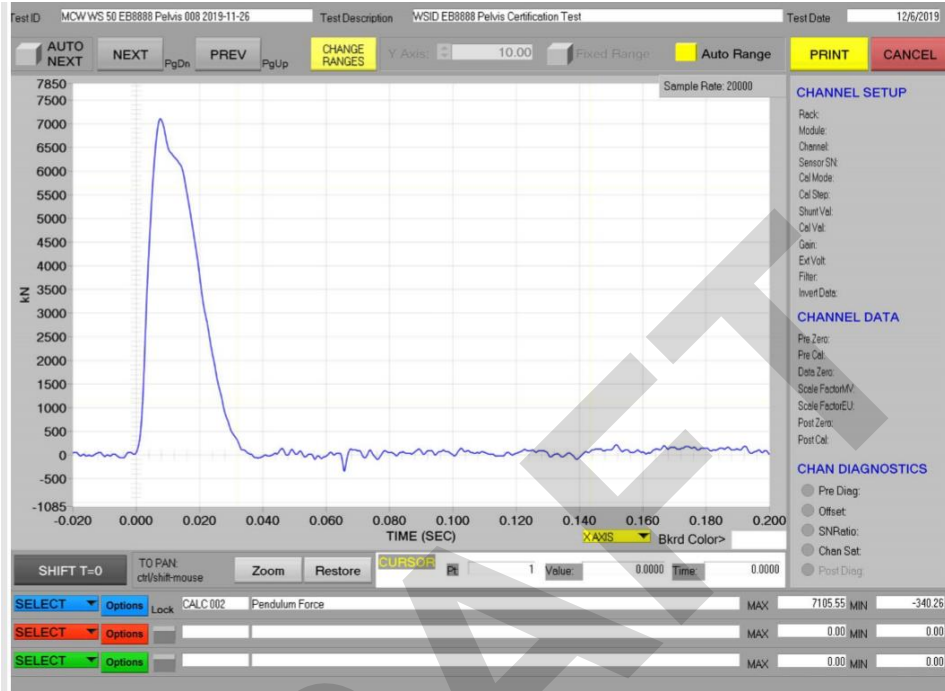 Test ID MCW WS 50 EB8888 Pelvis 008 2019-11-26 Test Description WSID EB8888 Pelvis Certification Test Test Date 12/6/2019
AUTO NEXT NEXT PgDn PREV PgUp CHANGE RANGES Y Axis: 10.00 Fixed Range Auto Range PRINT CANCEL
Sample Rate: 20000
7850
7500
7000
6500
6000
5500
5000
4500
4000
3500
3000
2500
2000
1500
1000
500
0
-500
-1085
kN
-0.020 0.000 0.020 0.040 0.060 0.080 0.100 0.120 0.140 0.160 0.180 0.200
TIME (SEC)
X AXIS Bkrd Color>
CHANNEL SETUP
Rack:
Module:
Channel:
Sensor SN:
Cal Mode:
Cal Step:
Shunt Val:
Cal Val:
Gain:
Ext Volt:
Filter:
Invert Data:
CHANNEL DATA
Pre Zero:
Pre Cal:
Data Zero:
Scale FactorMV:
Scale FactorEU:
Post Zero:
Post Cal:
CHAN DIAGNOSTICS
Pre Diag:
Offset:
SNRatio:
Chan Sat:
Post Diag:
SHIFT T=0 TO PAN: ctrl/shift-mouse Zoom Restore CURSOR Pt 1 Value: 0.0000 Time: 0.0000
SELECT Options Lock CALC 002 Pendulum Force MAX 7105.55 MIN -340.26
SELECT Options MAX 0.00 MIN 0.00
SELECT Options MAX 0.00 MIN 0.00